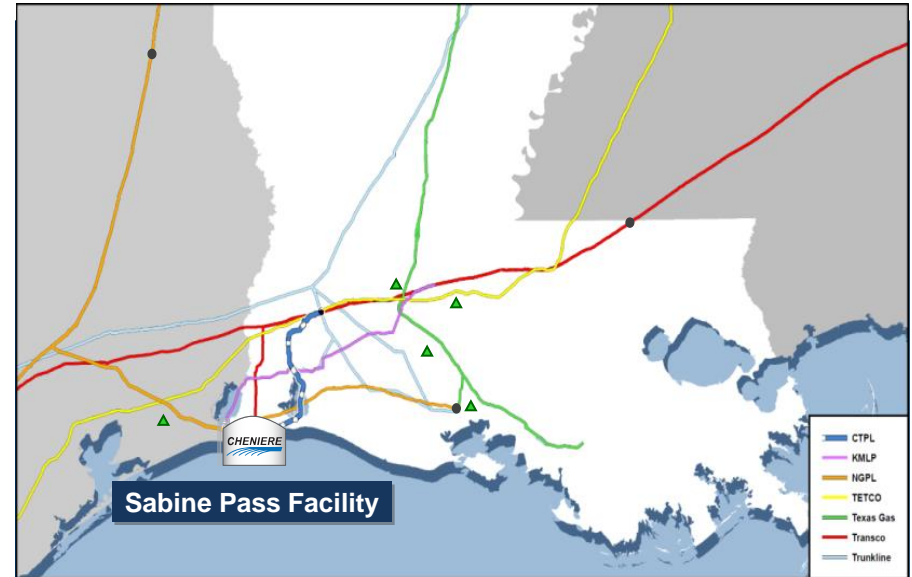 CHENIERE
Sabine Pass Facility
CTPL
KMLP
NGPL
TETCO
Texas Gas
Transco
Trunkline